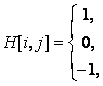 H[i, j] = { 1,
0,
-1,